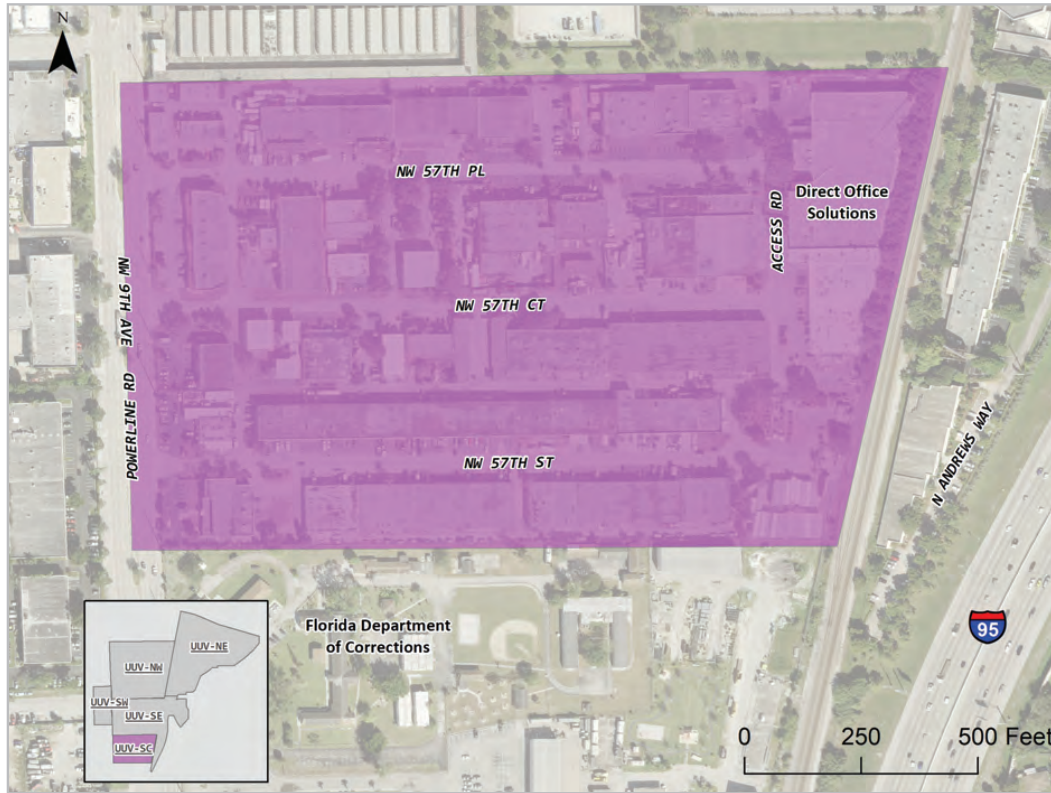 N
NW 57TH PL
Direct Office
Solutions
ACCESS RD
NW 9TH AVE
NW 57TH CT
POWERLINE RD
N ANDREWS WAY
NW 57TH ST
Florida Department
of Corrections
95
UUV-NE
UUV-NW
UUV-SW
UUV-SE
UUV-SC
0 250 500 Feet